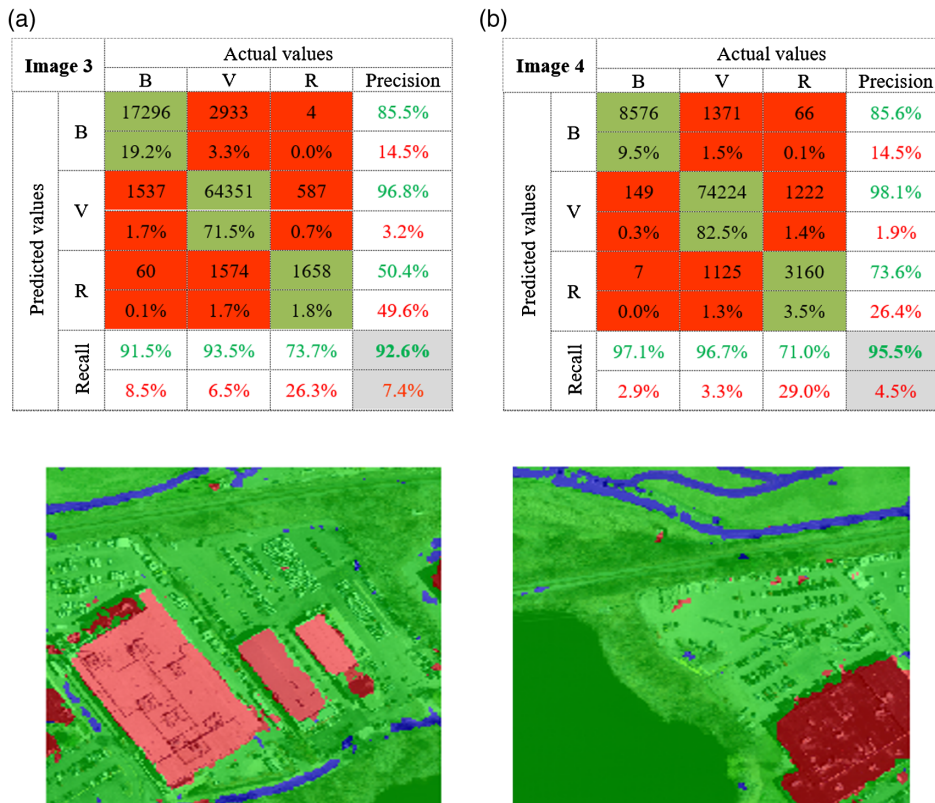 (a)
Image 3 Actual values
B V R Precision
Predicted values
B 17296 2933 4 85.5%
19.2% 3.3% 0.0% 14.5%
V 1537 64351 587 96.8%
1.7% 71.5% 0.7% 3.2%
R 60 1574 1658 50.4%
0.1% 1.7% 1.8% 49.6%
Recall 91.5% 93.5% 73.7% 92.6%
8.5% 6.5% 26.3% 7.4%
(b)
Image 4 Actual values
B V R Precision
Predicted values
B 8576 1371 66 85.6%
9.5% 1.5% 0.1% 14.5%
V 149 74224 1222 98.1%
0.3% 82.5% 1.4% 1.9%
R 7 1125 3160 73.6%
0.0% 1.3% 3.5% 26.4%
Recall 97.1% 96.7% 71.0% 95.5%
2.9% 3.3% 29.0% 4.5%